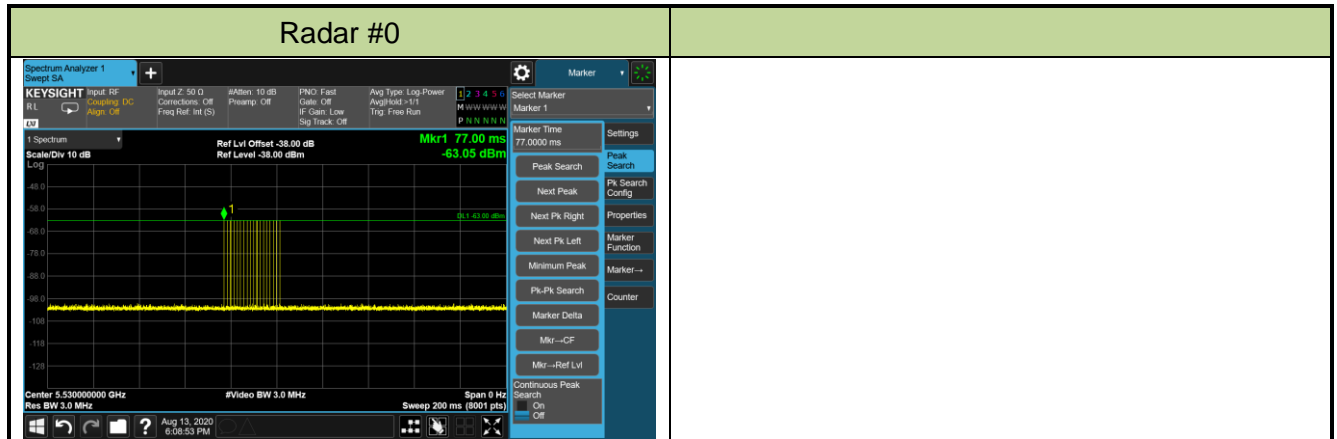 Radar #0
Spectrum Analyzer 1
Swept SA
Marker
KEYSIGHT
RL
LXI
Input: RF
Coupling: DC
Align: Off
Input Z: 50 Ω
Corrections: Off
Freq Ref: Int (S)
#Atten: 10 dB
Preamp: Off
PNO: Fast
Gate: Off
IF Gain: Low
Sig Track: Off
Avg Type: Log-Power
Avg|Hold:>1/1
Trig: Free Run
1 2 3 4 5 6
M W W W W W
P N N N N N
Select Marker
Marker 1
1 Spectrum
Scale/Div 10 dB
Log
Ref Lvl Offset -38.00 dB
Ref Level -38.00 dBm
Mkr1 77.00 ms
-63.05 dBm
-48.0
-58.0
-68.0
-78.0
-88.0
-98.0
-108
-118
-128
1
DL1 -63.00 dBm
Center 5.530000000 GHz
Res BW 3.0 MHz
#Video BW 3.0 MHz
Span 0 Hz
Sweep 200 ms (8001 pts)
Marker Time
77.0000 ms
Peak Search
Next Peak
Next Pk Right
Next Pk Left
Minimum Peak
Pk-Pk Search
Marker Delta
Mkr→CF
Mkr→Ref Lvl
Continuous Peak
Search
On
Off
Settings
Peak
Search
Pk Search
Config
Properties
Marker
Function
Marker→
Counter
?
Aug 13, 2020
6:08:53 PM